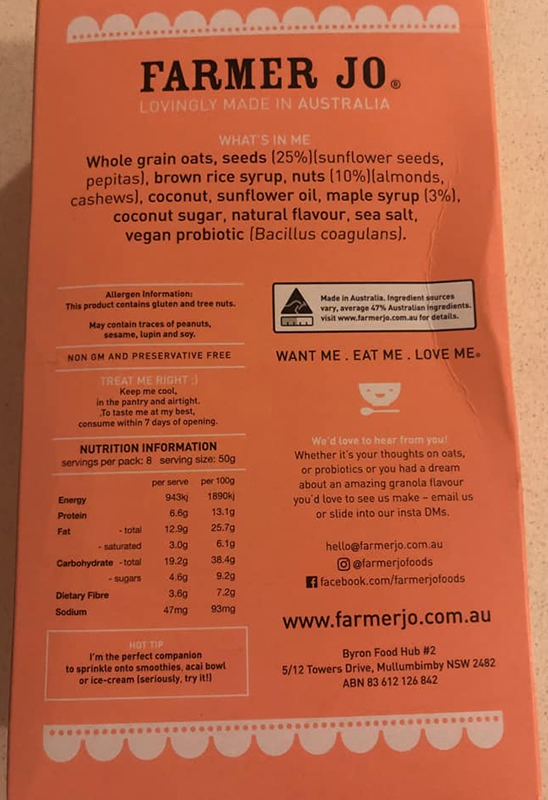 FARMER JO®
LOVINGLY MADE IN AUSTRALIA
WHAT'S IN ME
Whole grain oats, seeds (25%)(sunflower seeds,
pepitas), brown rice syrup, nuts (10%)(almonds,
cashews), coconut, sunflower oil, maple syrup (3%),
coconut sugar, natural flavour, sea salt,
vegan probiotic (Bacillus coagulans).
Allergen Information:
This product contains gluten and tree nuts.
May contain traces of peanuts,
sesame, lupin and soy.
NON GM AND PRESERVATIVE FREE
TREAT ME RIGHT ;)
Keep me cool,
in the pantry and airtight.
To taste me at my best,
consume within 7 days of opening.
NUTRITION INFORMATION
servings per pack: 8 serving size: 50g
per serve per 100g
Energy 943kj 1890kj
Protein 6.6g 13.1g
Fat - total 12.9g 25.7g
- saturated 3.0g 6.1g
Carbohydrate - total 19.2g 38.4g
- sugars 4.6g 9.2g
Dietary Fibre 3.6g 7.2g
Sodium 47mg 93mg
HOT TIP
I'm the perfect companion
to sprinkle onto smoothies, acai bowl
or ice-cream (seriously, try it!)
Made in Australia. Ingredient sources
vary, average 47% Australian ingredients.
visit www.farmerjo.com.au for details.
WANT ME . EAT ME . LOVE ME®
We'd love to hear from you!
Whether it's your thoughts on oats,
or probiotics or you had a dream
about an amazing granola flavour
you'd love to see us make – email us
or slide into our insta DMs.
hello@farmerjo.com.au
@farmerjofoods
facebook.com/farmerjofoods
www.farmerjo.com.au
Byron Food Hub #2
5/12 Towers Drive, Mullumbimby NSW 2482
ABN 83 612 126 842